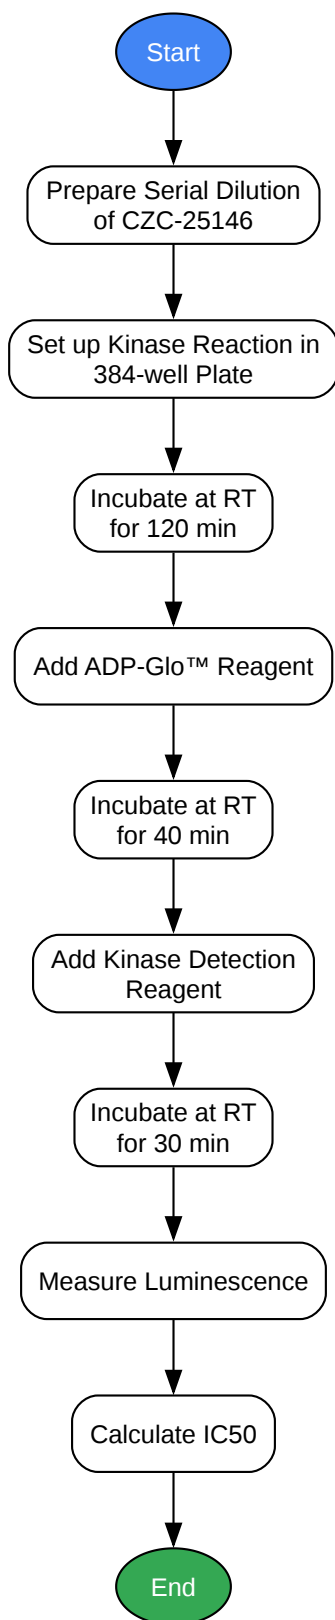 Start
Prepare Serial Dilution
of CZC-25146
Set up Kinase Reaction in
384-well Plate
Incubate at RT
for 120 min
Add ADP-Glo™ Reagent
Incubate at RT
for 40 min
Add Kinase Detection
Reagent
Incubate at RT
for 30 min
Measure Luminescence
Calculate IC50
End